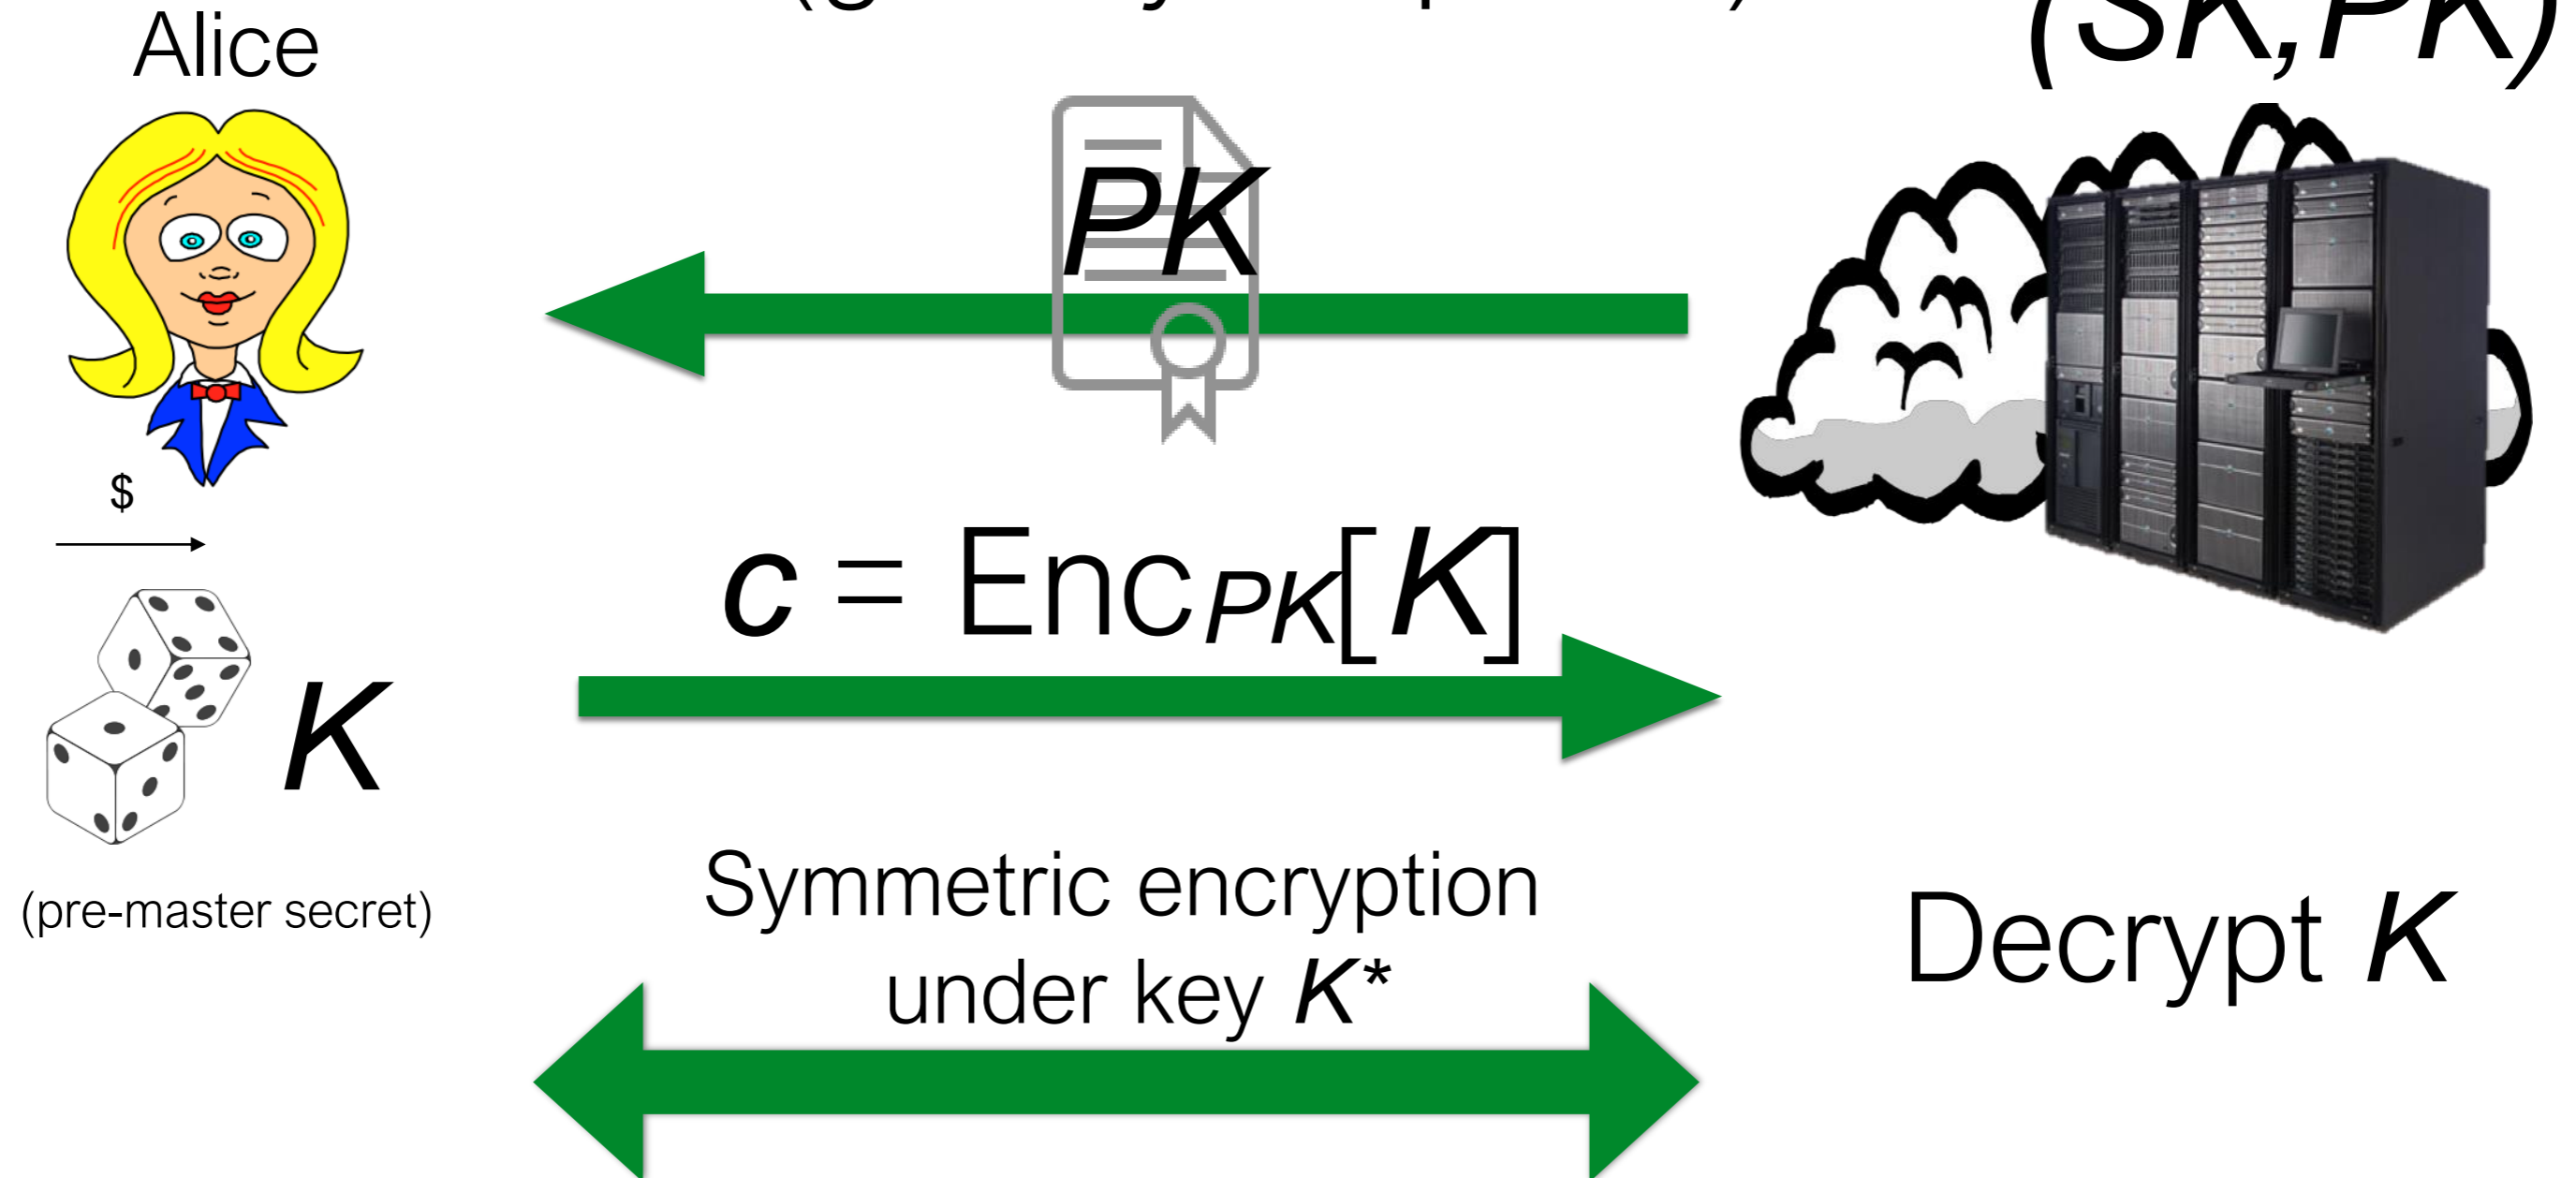 Alice
(SK,PK)
PK
$
c = EncPK[K]
K
(pre-master secret)
Symmetric encryption
under key K*
Decrypt K